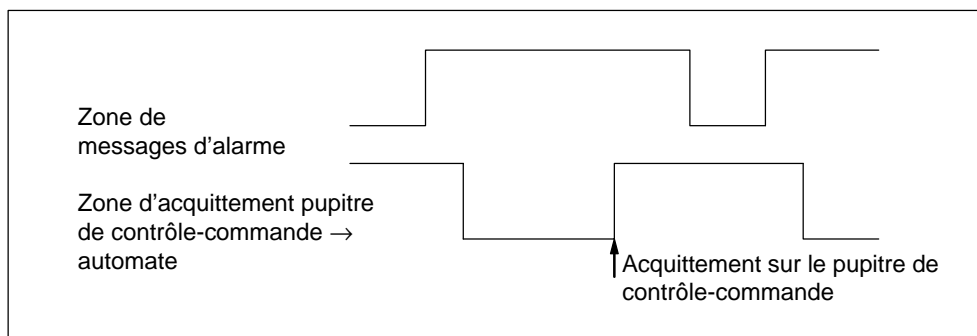 Zone de
messages d'alarme
Zone d'acquittement pupitre
de contrôle-commande →
automate
Acquittement sur le pupitre de
contrôle-commande